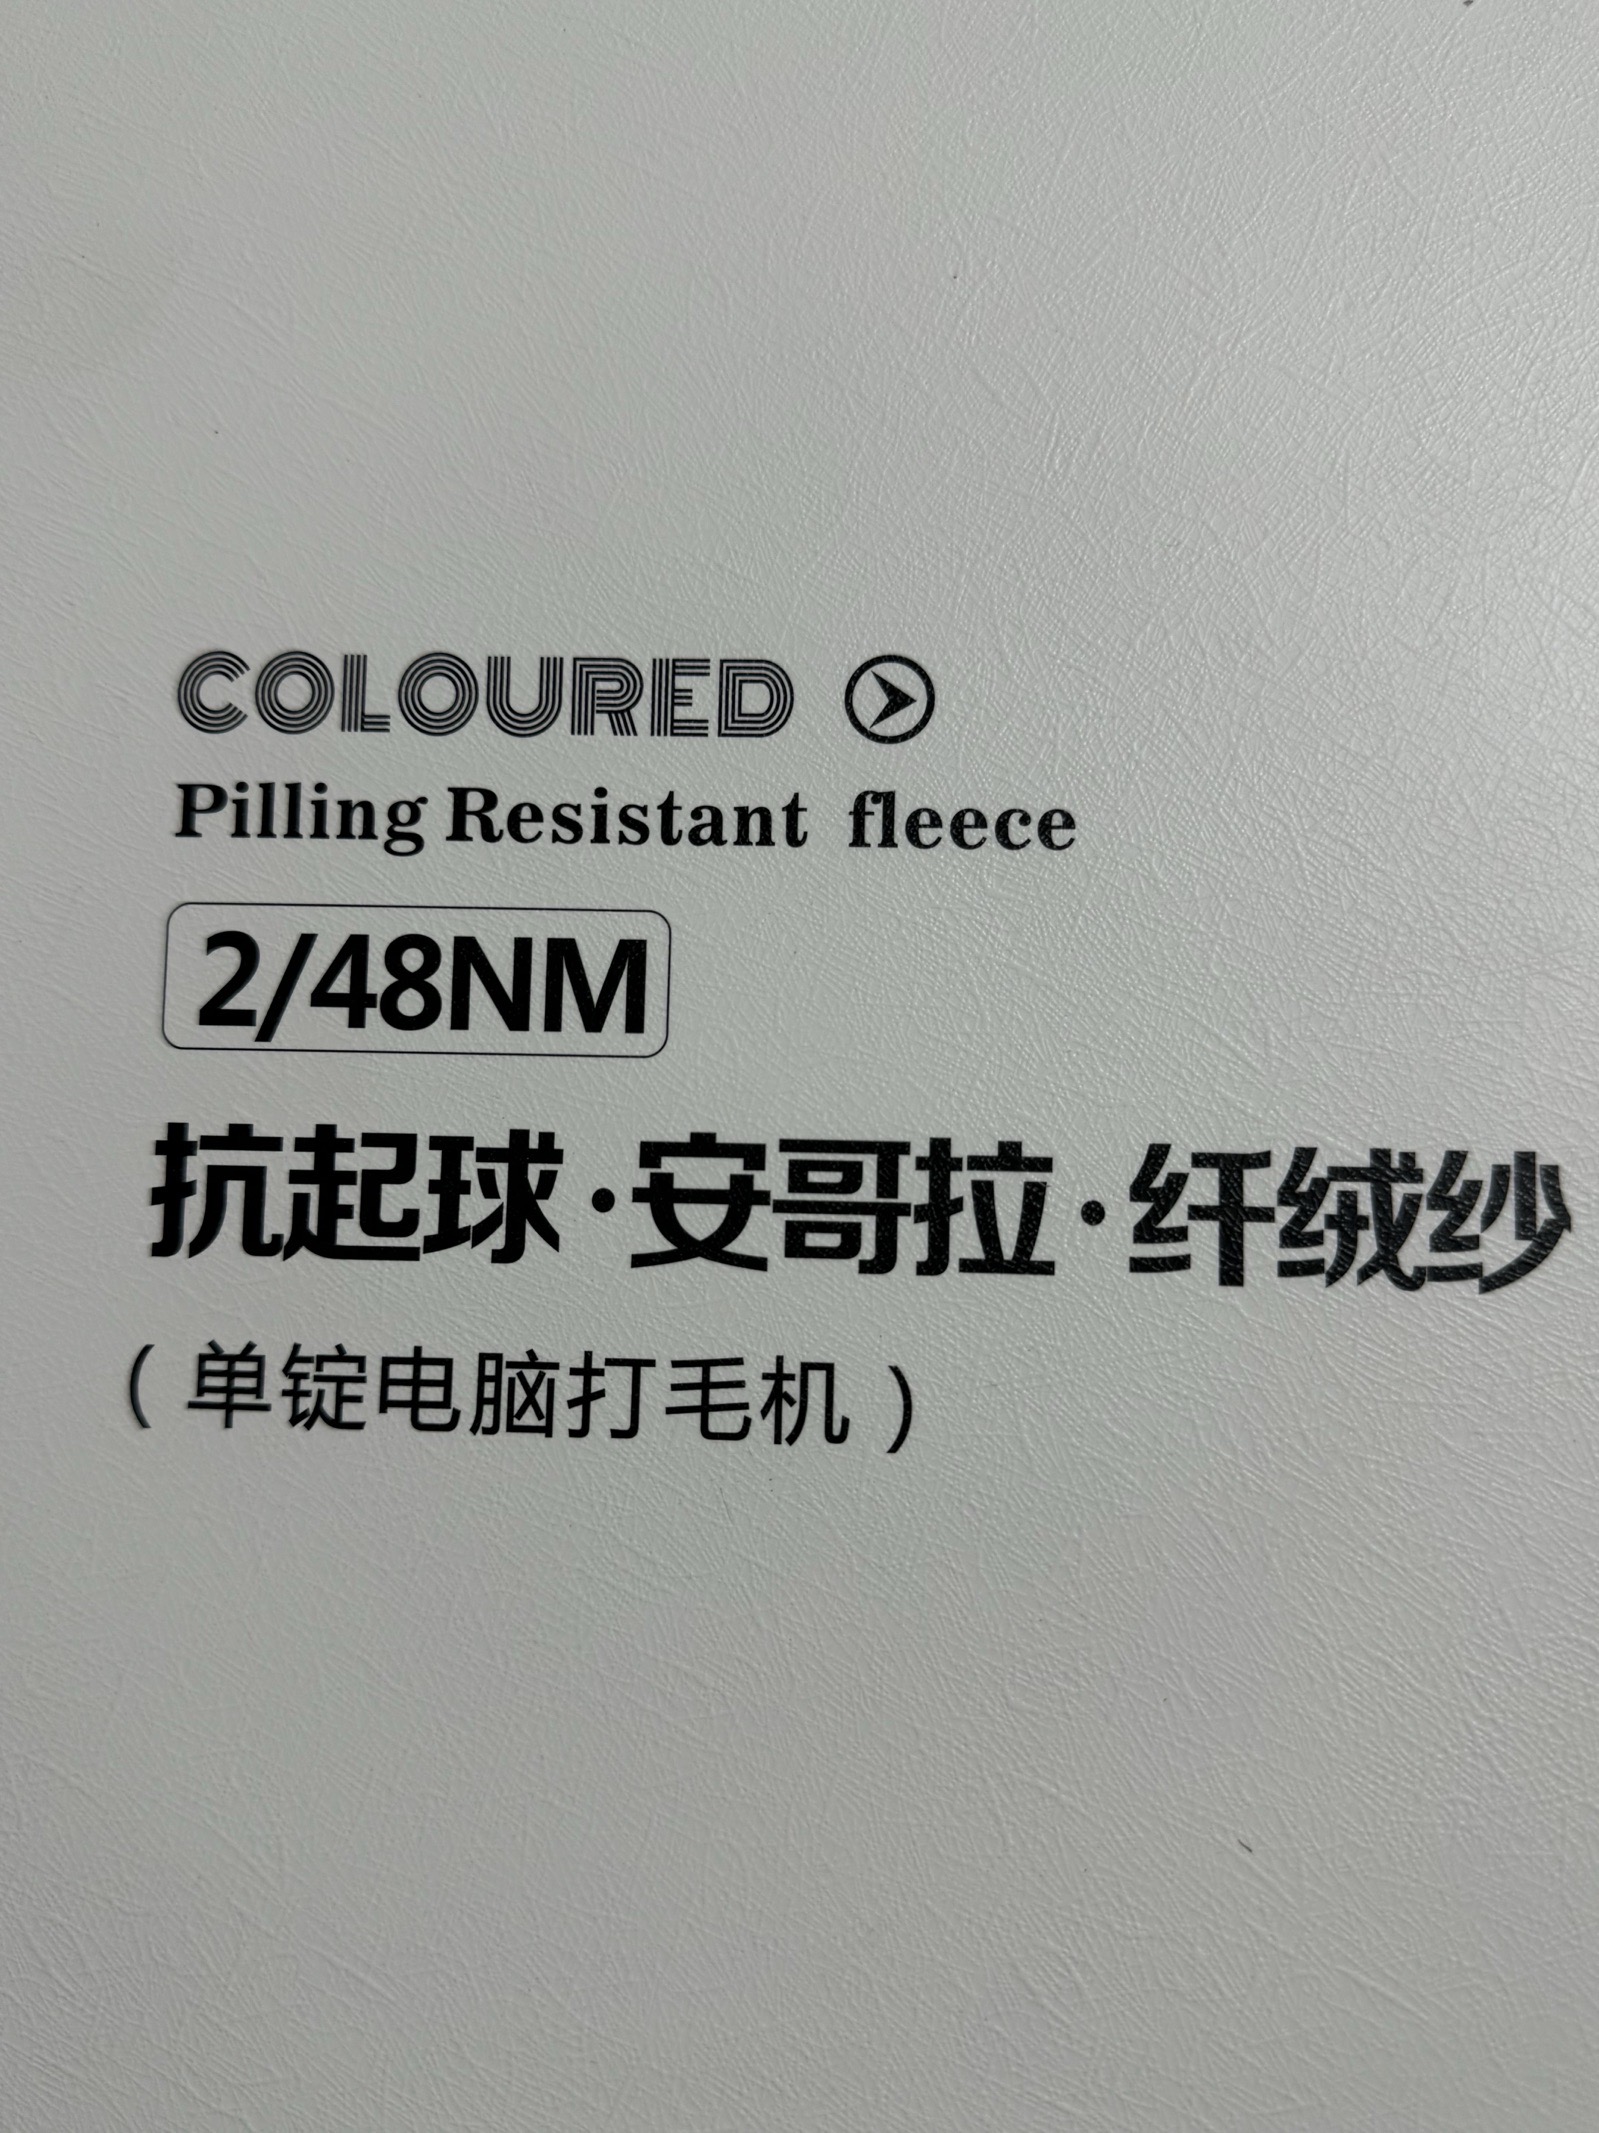 COLOURED
Pilling Resistant fleece
2/48NM
抗起球·安哥拉·纤绒纱
（单锭电脑打毛机）